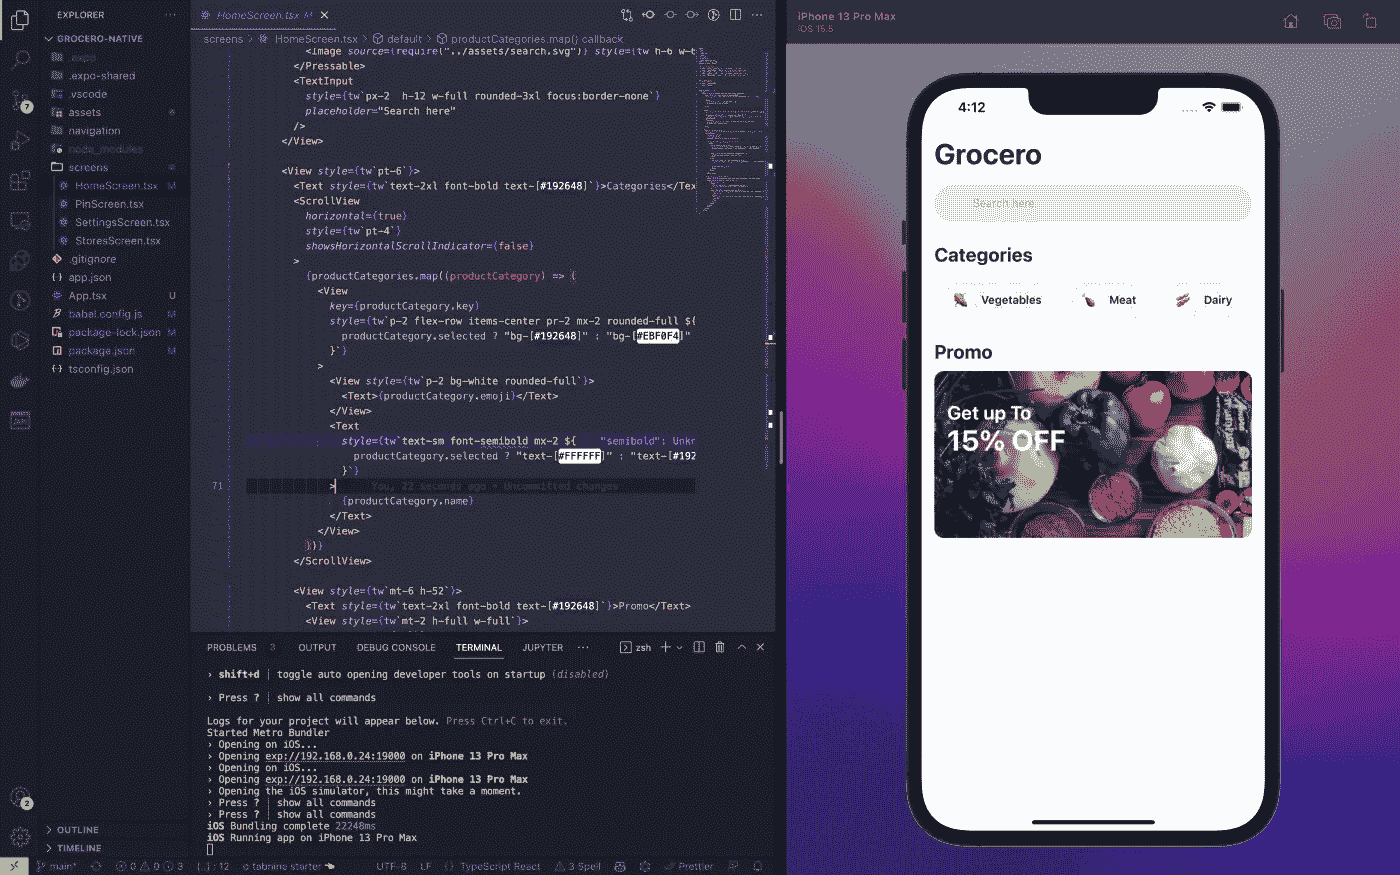 EXPLORER
GROCERO-NATIVE
.expo
.expo-shared
.vscode
assets
navigation
node_modules
screens
HomeScreen.tsx M
PinScreen.tsx
SettingsScreen.tsx
StoresScreen.tsx
.gitignore
app.json
App.tsx U
babel.config.js M
package-lock.json M
package.json M
tsconfig.json
OUTLINE
TIMELINE
7
2
HomeScreen.tsx M
screens > HomeScreen.tsx > default > productCategories.map() callback
<Image source={require("../assets/search.svg")} style={tw`h-6 w-6
</Pressable>
<TextInput
style={tw`px-2  h-12 w-full rounded-3xl focus:border-none`}
placeholder="Search here"
/>
</View>
<View style={tw`pt-6`}>
<Text style={tw`text-2xl font-bold text-[#192648]`}>Categories</Tex
<ScrollView
horizontal={true}
style={tw`pt-4`}
showsHorizontalScrollIndicator={false}
>
{productCategories.map((productCategory) => {
<View
key={productCategory.key}
style={tw`p-2 flex-row items-center pr-2 mx-2 rounded-full ${
productCategory.selected ? "bg-[#192648]" : "bg-[#EBF0F4]"
}`}
>
<View style={tw`p-2 bg-white rounded-full`}>
<Text>{productCategory.emoji}</Text>
</View>
<Text
style={tw`text-sm font-semibold mx-2 ${    "semibold": Unkn
productCategory.selected ? "text-[#FFFFFF]" : "text-[#192
}`}
71 > You, 22 seconds ago • Uncommitted changes
{productCategory.name}
</Text>
</View>
)})}
</ScrollView>
<View style={tw`mt-6 h-52`}>
<Text style={tw`text-2xl font-bold text-[#192648]`}>Promo</Text>
<View style={tw`mt-2 h-full w-full`}>
PROBLEMS 3 OUTPUT DEBUG CONSOLE TERMINAL JUPYTER ··· zsh
› shift+d | toggle auto opening developer tools on startup (disabled)
› Press ? | show all commands
Logs for your project will appear below. Press Ctrl+C to exit.
Started Metro Bundler
› Opening on iOS...
› Opening exp://192.168.0.24:19000 on iPhone 13 Pro Max
› Opening on iOS...
› Opening exp://192.168.0.24:19000 on iPhone 13 Pro Max
› Opening the iOS simulator, this might take a moment.
› Press ? | show all commands
› Press ? | show all commands
iOS Bundling complete 22248ms
iOS Running app on iPhone 13 Pro Max
main* 0 0 3 {..} : 12 tabnine starter UTF-8 LF TypeScript React 3 Spell Prettier
iPhone 13 Pro Max
iOS 15.5
4:12
Grocero
Search here
Categories
Vegetables Meat Dairy
Promo
Get up To
15% OFF